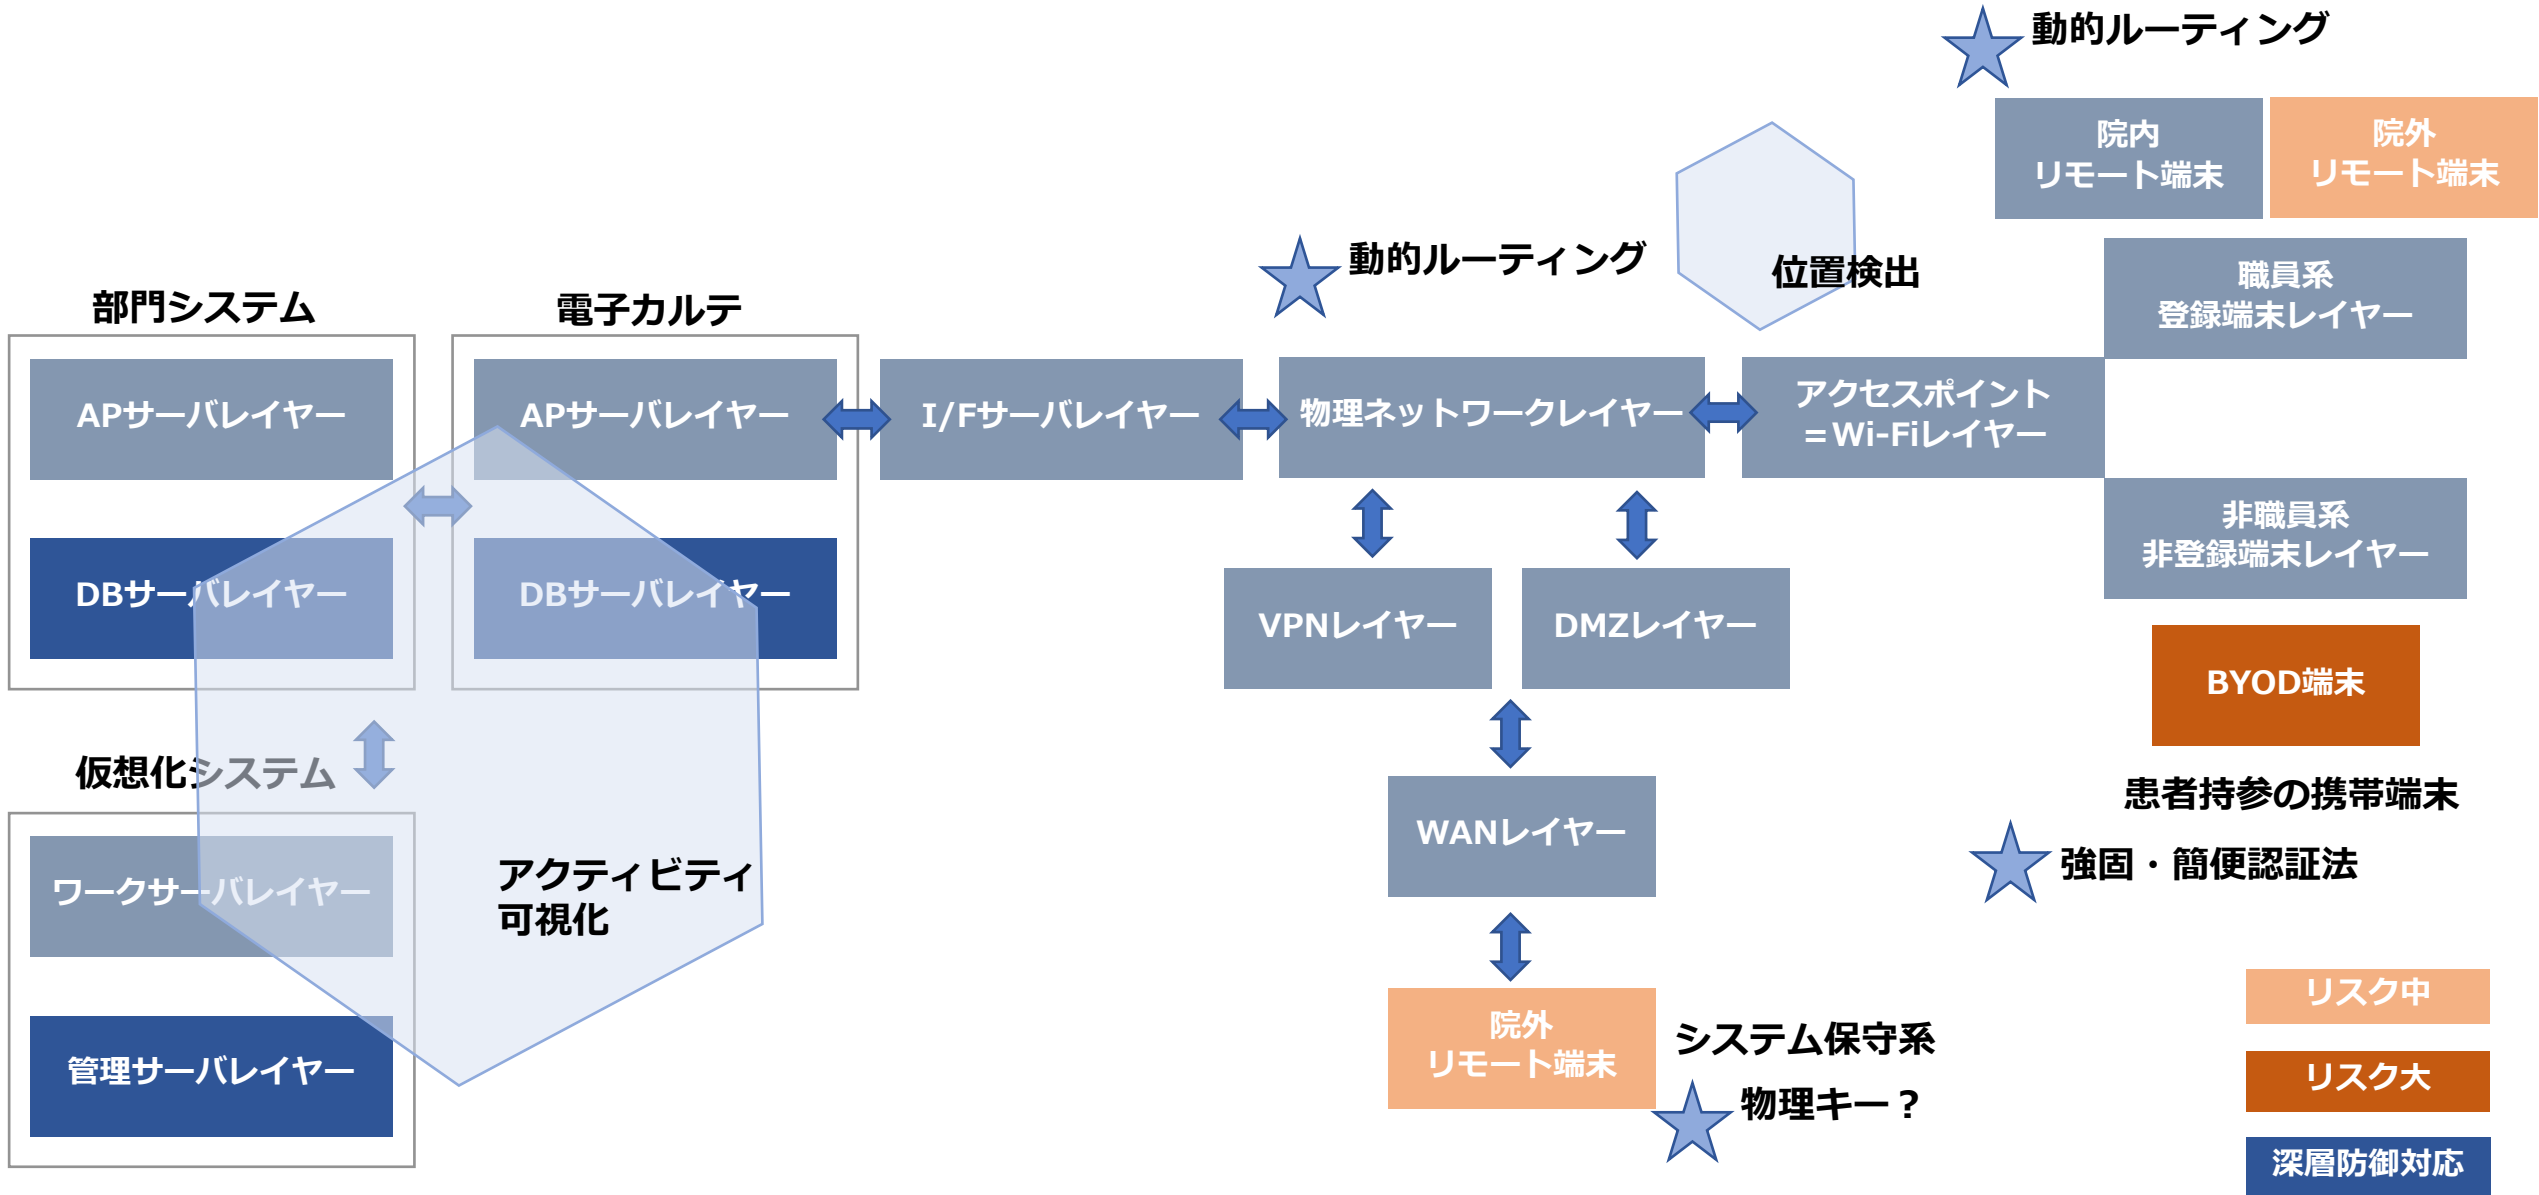 動的ルーティング
院内
リモート端末
院外
リモート端末
動的ルーティング
位置検出
職員系
登録端末レイヤー
部門システム
電子カルテ
APサーバレイヤー
APサーバレイヤー
I/Fサーバレイヤー
物理ネットワークレイヤー
アクセスポイント
＝Wi-Fiレイヤー
非職員系
非登録端末レイヤー
DBサーバレイヤー
DBサーバレイヤー
VPNレイヤー
DMZレイヤー
BYOD端末
患者持参の携帯端末
仮想化システム
ワークサーバレイヤー
アクティビティ
可視化
WANレイヤー
強固・簡便認証法
管理サーバレイヤー
院外
リモート端末
システム保守系
物理キー？
リスク中
リスク大
深層防御対応